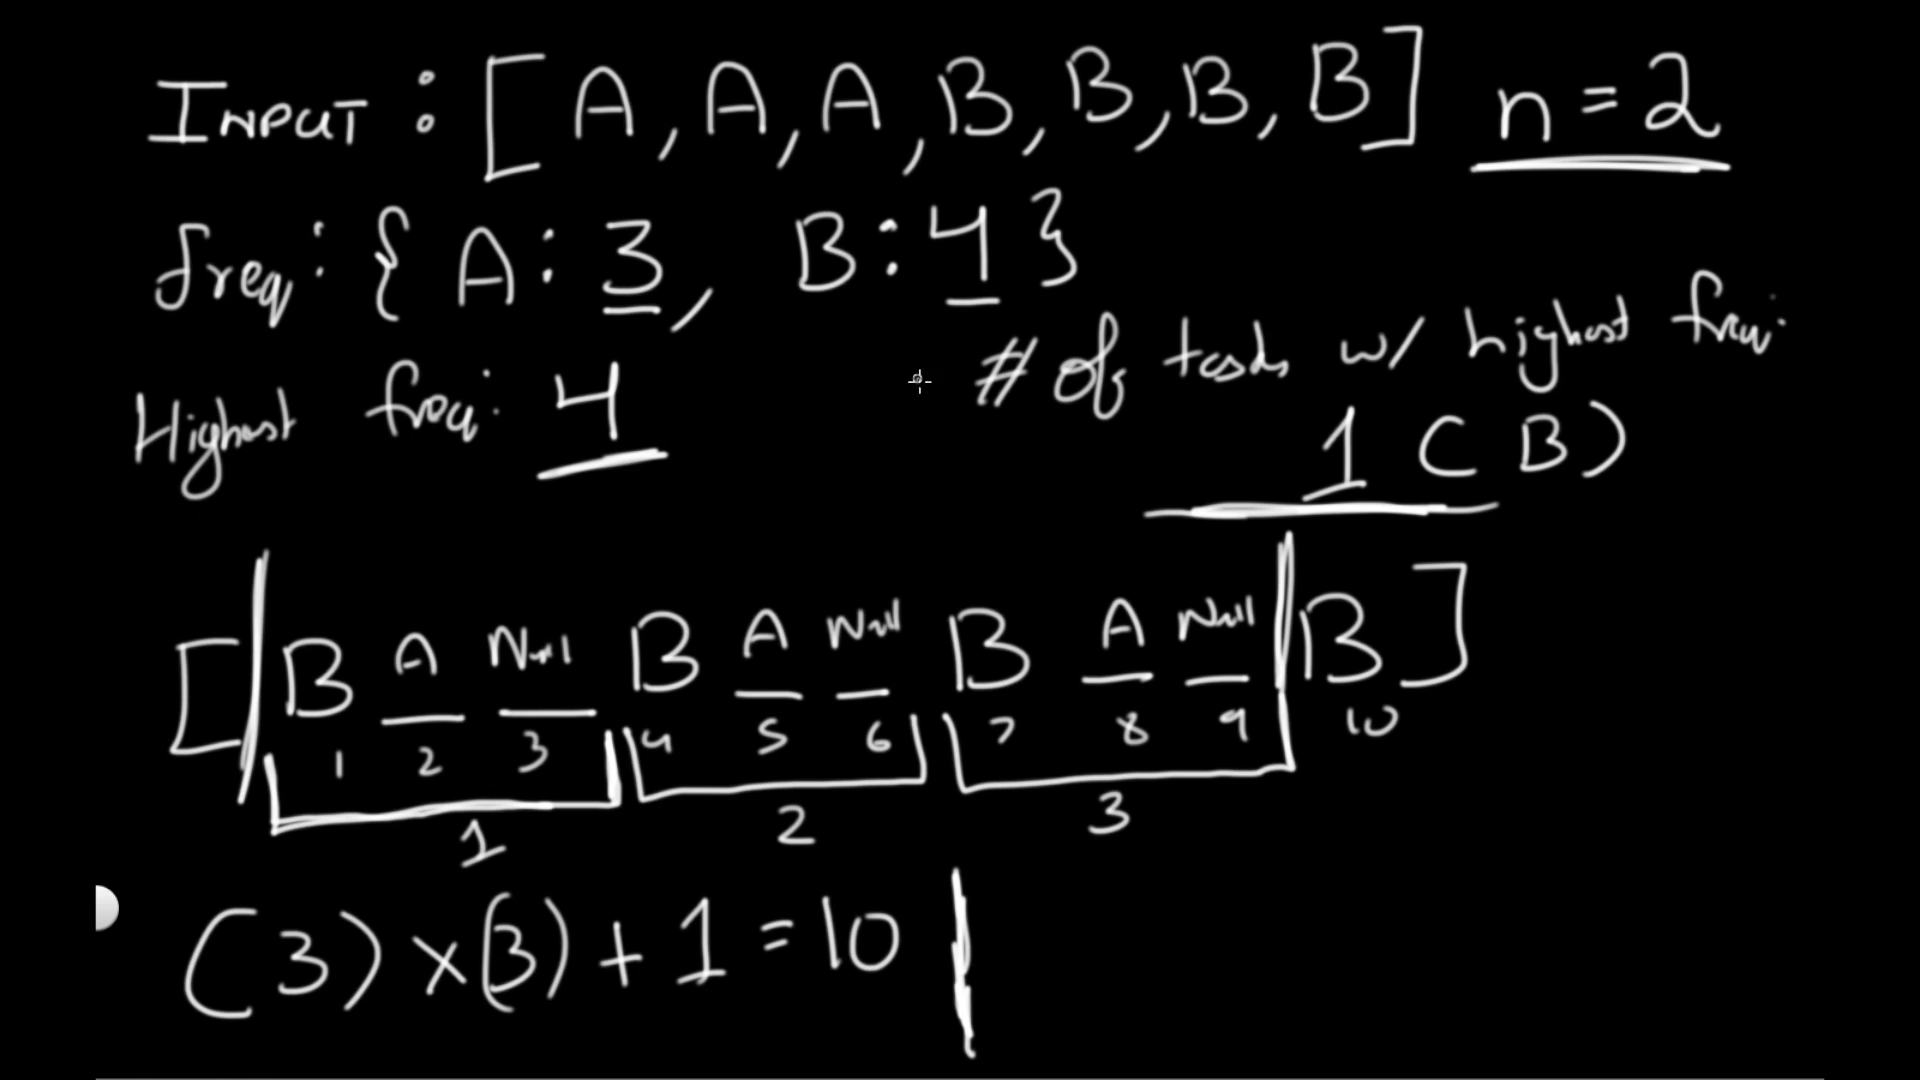 INPUT : [ A , A , A , B , B , B , B ] n = 2
freq : { A : 3 , B : 4 }
# of tasks w/ highest freq:
Highest freq: 4
1 ( B )
[ B A Null B A Null B A Null B ]
1 2 3 4 5 6 7 8 9 10
1 2 3
(3) x (3) + 1 = 10